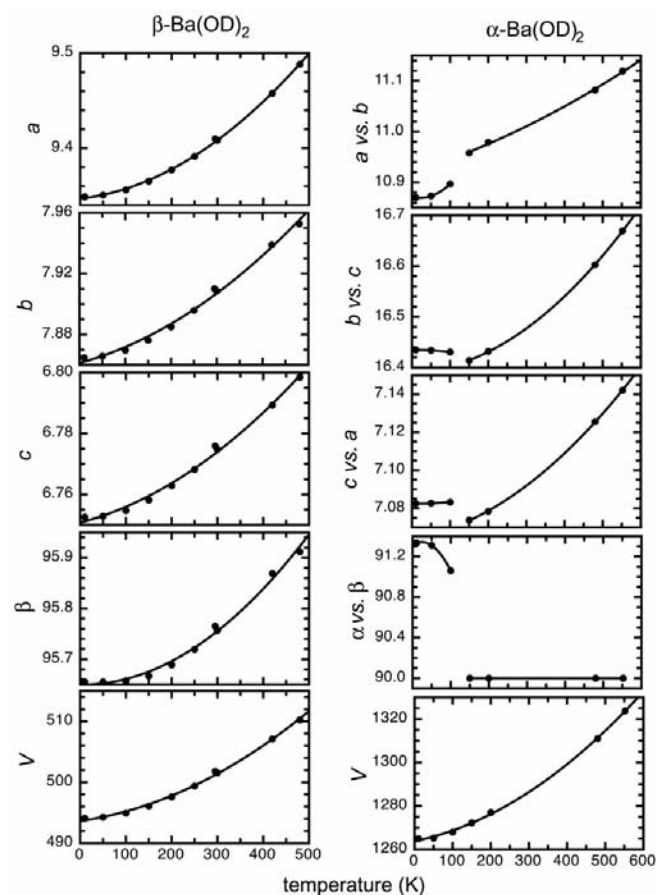 β-Ba(OD)2
α-Ba(OD)2
9.5
9.4
a
7.96
7.92
7.88
b
6.80
6.78
6.76
c
95.9
95.8
95.7
β
510
500
490
V
0 100 200 300 400 500
11.1
11.0
10.9
a vs. b
16.7
16.6
16.5
16.4
b vs. c
7.14
7.12
7.10
7.08
c vs. a
91.2
90.8
90.4
90.0
α vs. β
1320
1300
1280
1260
V
0 100 200 300 400 500 600
temperature (K)